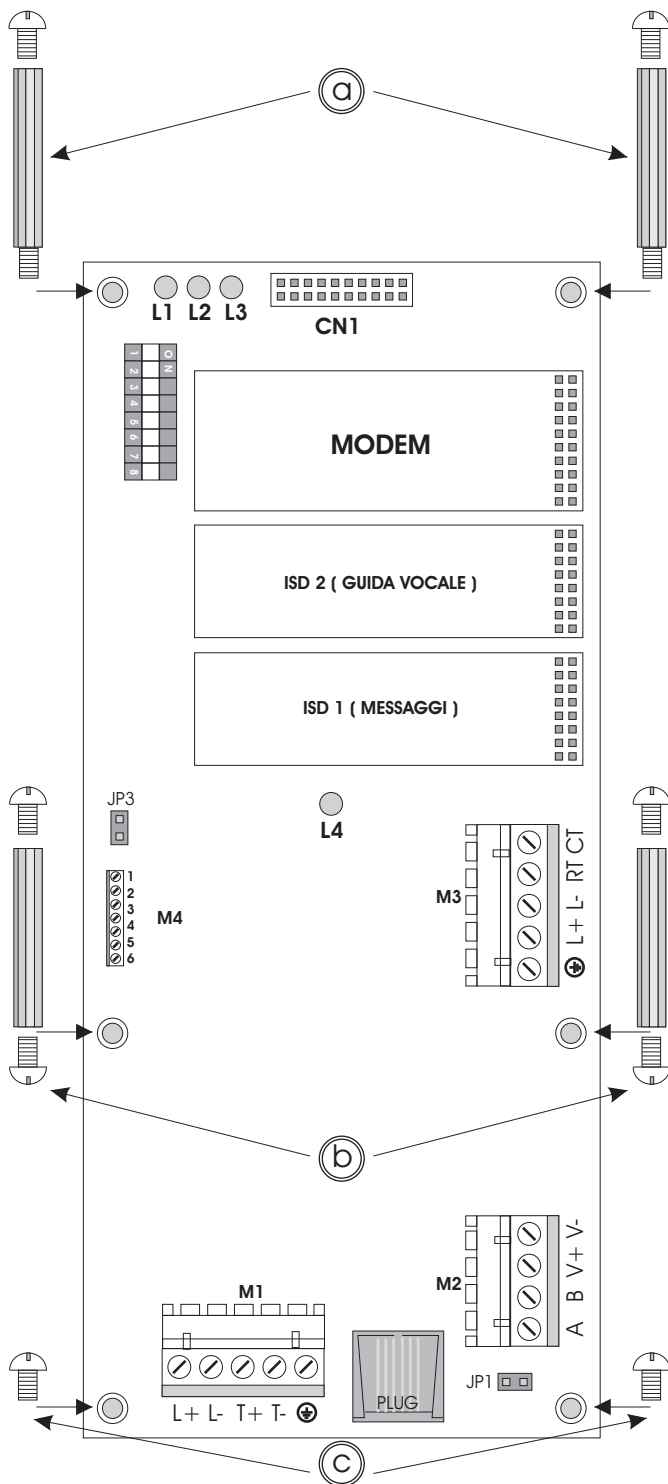 a
L1 L2 L3
CN1
O N
1
2
3
4
5
6
7
8
MODEM
ISD 2 ( GUIDA VOCALE )
ISD 1 ( MESSAGGI )
JP3
L4
M4
1
2
3
4
5
6
M3
L+ L- RT CT
b
M2
A B V+ V-
M1
L+ L- T+ T-
PLUG
JP1
c